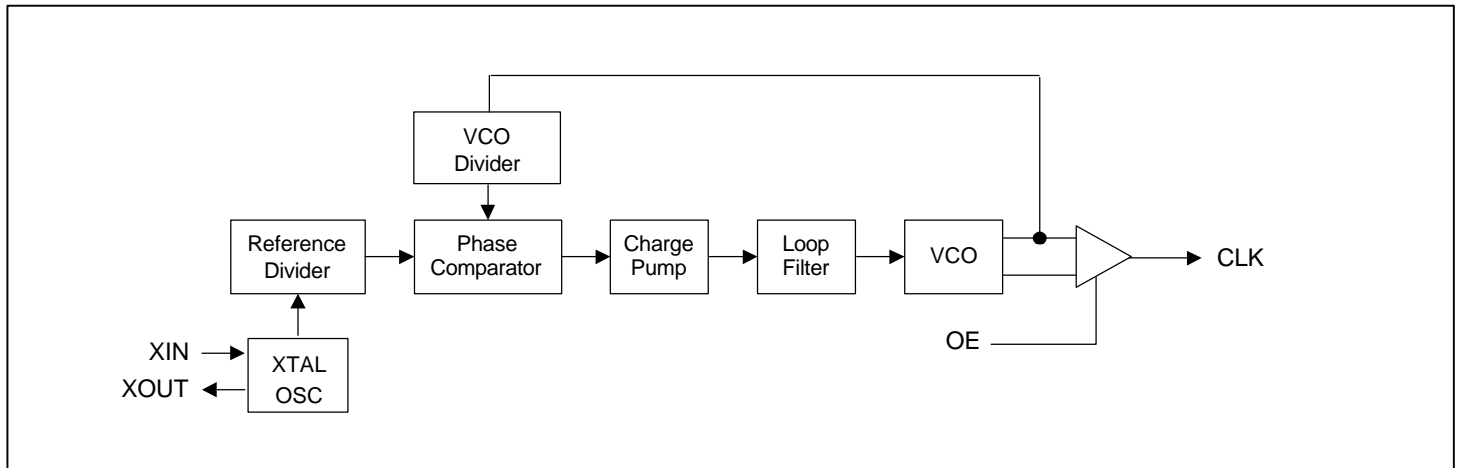 VCO
Divider
Reference
Divider
Phase
Comparator
Charge
Pump
Loop
Filter
VCO
CLK
OE
XIN
XOUT
XTAL
OSC